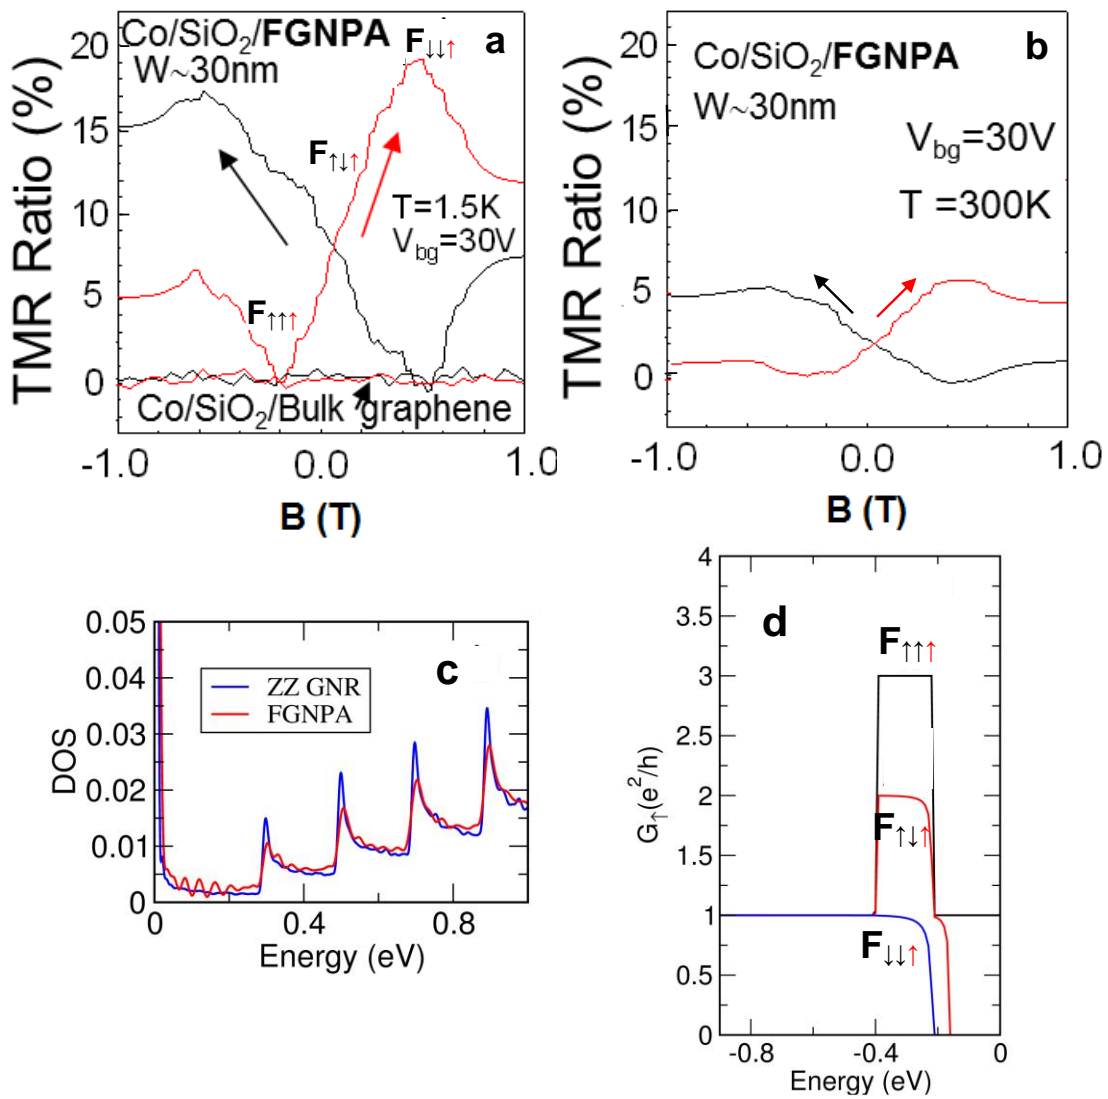 Co/SiO₂/FGNPA
W~30nm
a
F↓↓↑
F↑↓↑
T=1.5K
V_bg=30V
F↑↑↑
Co/SiO₂/Bulk graphene
TMR Ratio (%)
20
15
10
5
0
-1.0
0.0
1.0
B (T)
Co/SiO₂/FGNPA
W~30nm
b
V_bg=30V
T =300K
TMR Ratio (%)
20
15
10
5
0
-1.0
0.0
1.0
B (T)
c
ZZ GNR
FGNPA
DOS
0.05
0.04
0.03
0.02
0.01
0
0
0.4
0.8
Energy (eV)
d
F↑↑↑
F↑↓↑
F↓↓↑
G↑(e²/h)
4
3.5
3
2.5
2
1.5
1
0.5
0
-0.8
-0.4
0
Energy (eV)